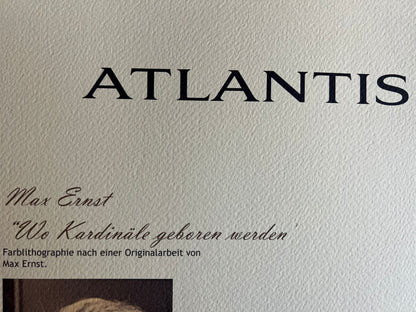 ATLANTIS
Max Ernst
"Wo Kardinäle geboren werden'
Farblithographie nach einer Originalarbeit von
Max Ernst.